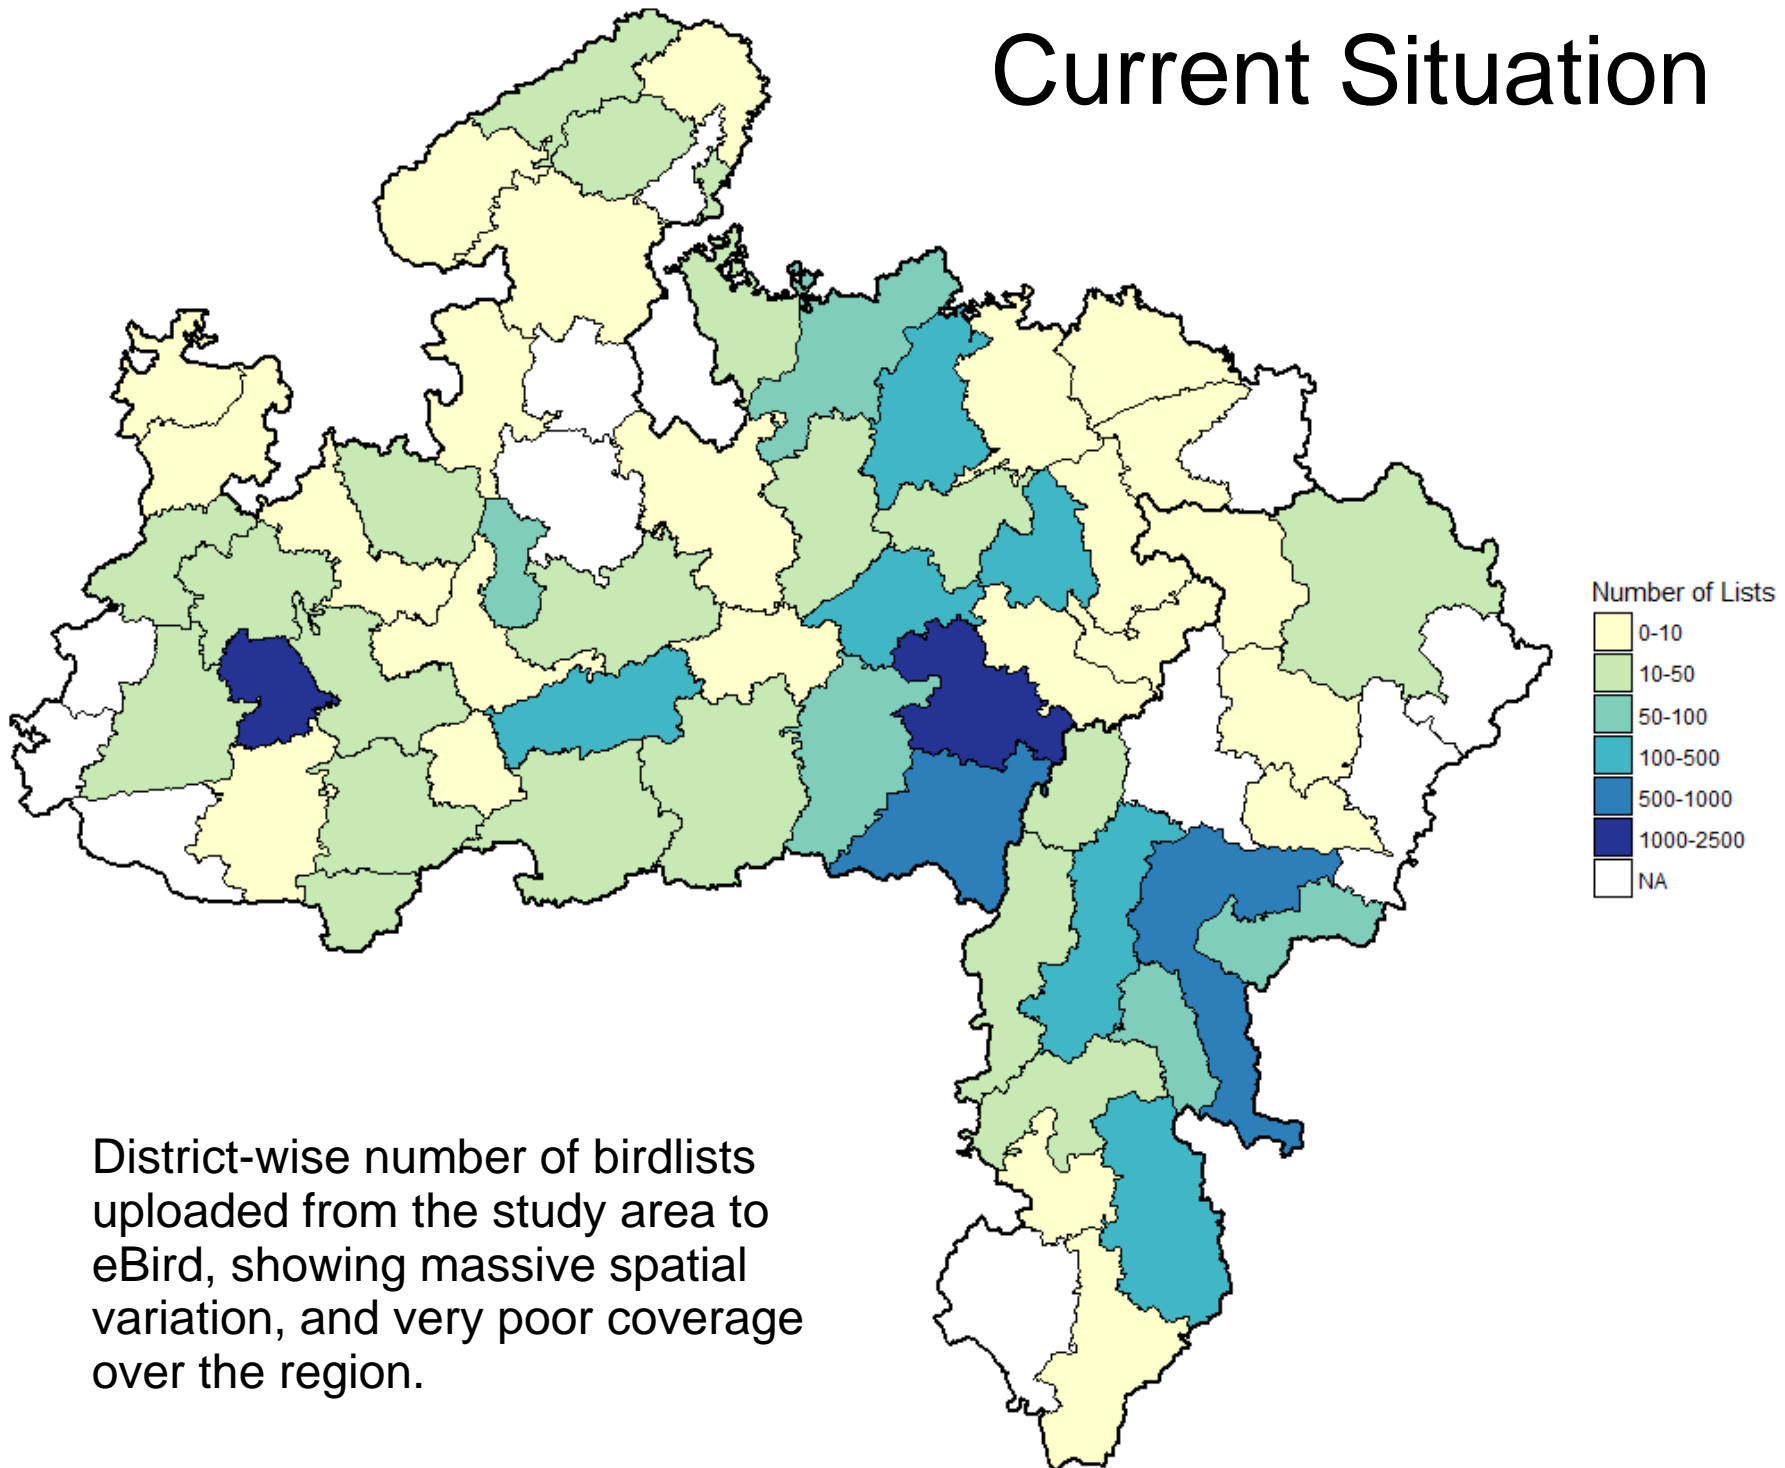 Current Situation
Number of Lists
0-10
10-50
50-100
100-500
500-1000
1000-2500
NA
District-wise number of birdlists
uploaded from the study area to
eBird, showing massive spatial
variation, and very poor coverage
over the region.